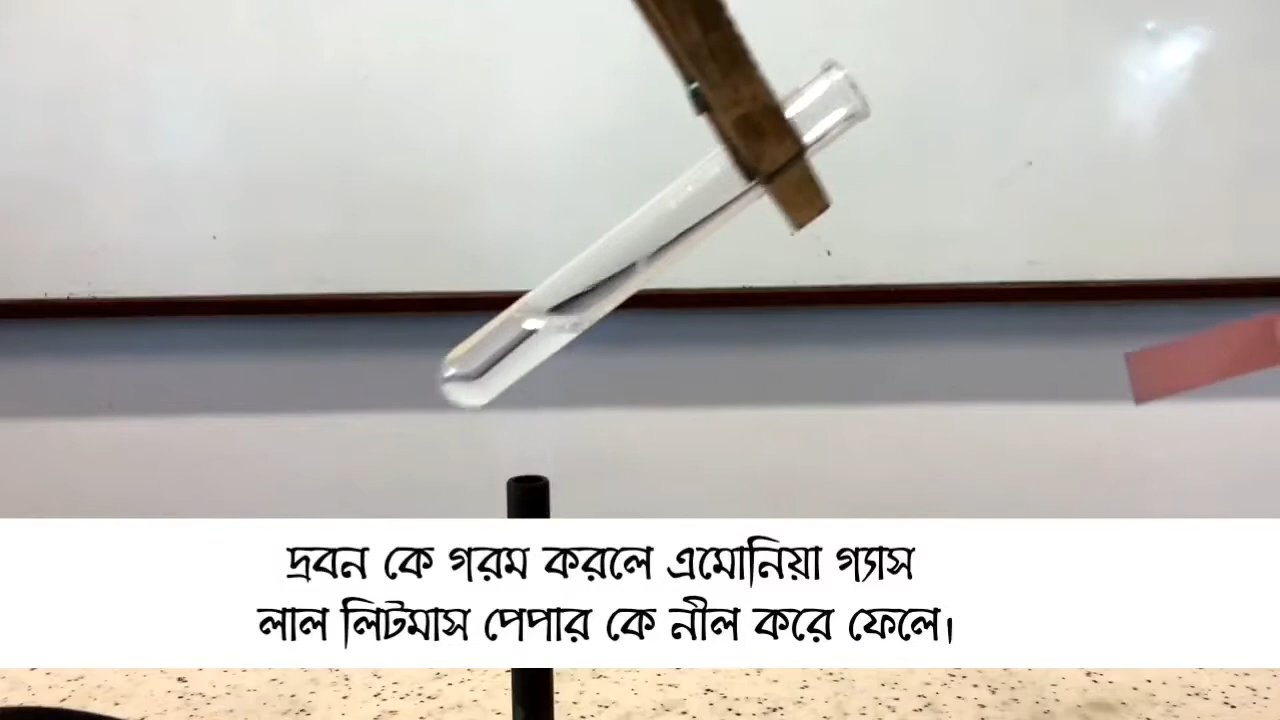 দ্রবন কে গরম করলে এমোনিয়া গ্যাস
লাল লিটমাস পেপার কে নীল করে ফেলে।